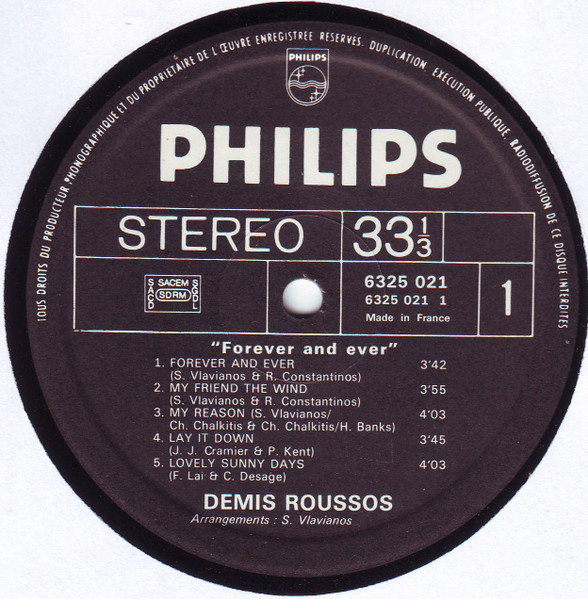 TOUS DROITS DU PRODUCTEUR PHONOGRAPHIQUE ET DU PROPRIETAIRE DE L'ŒUVRE ENREGISTREE RESERVES. DUPLICATION, EXECUTION PUBLIQUE, RADIODIFFUSION DE CE DISQUE INTERDITES
PHILIPS
PHILIPS
STEREO 33 1/3
SACD SACEM SDRM SGDL
6325 021
6325 021 1
Made in France
1
"Forever and ever"
1. FOREVER AND EVER 3'42
(S. Vlavianos & R. Constantinos)
2. MY FRIEND THE WIND 3'55
(S. Vlavianos & R. Constantinos)
3. MY REASON (S. Vlavianos/ 4'03
Ch. Chalkitis & Ch. Chalkitis/H. Banks)
4. LAY IT DOWN 3'45
(J. J. Cramier & P. Kent)
5. LOVELY SUNNY DAYS 4'03
(F. Lai & C. Desage)
DEMIS ROUSSOS
Arrangements : S. Vlavianos